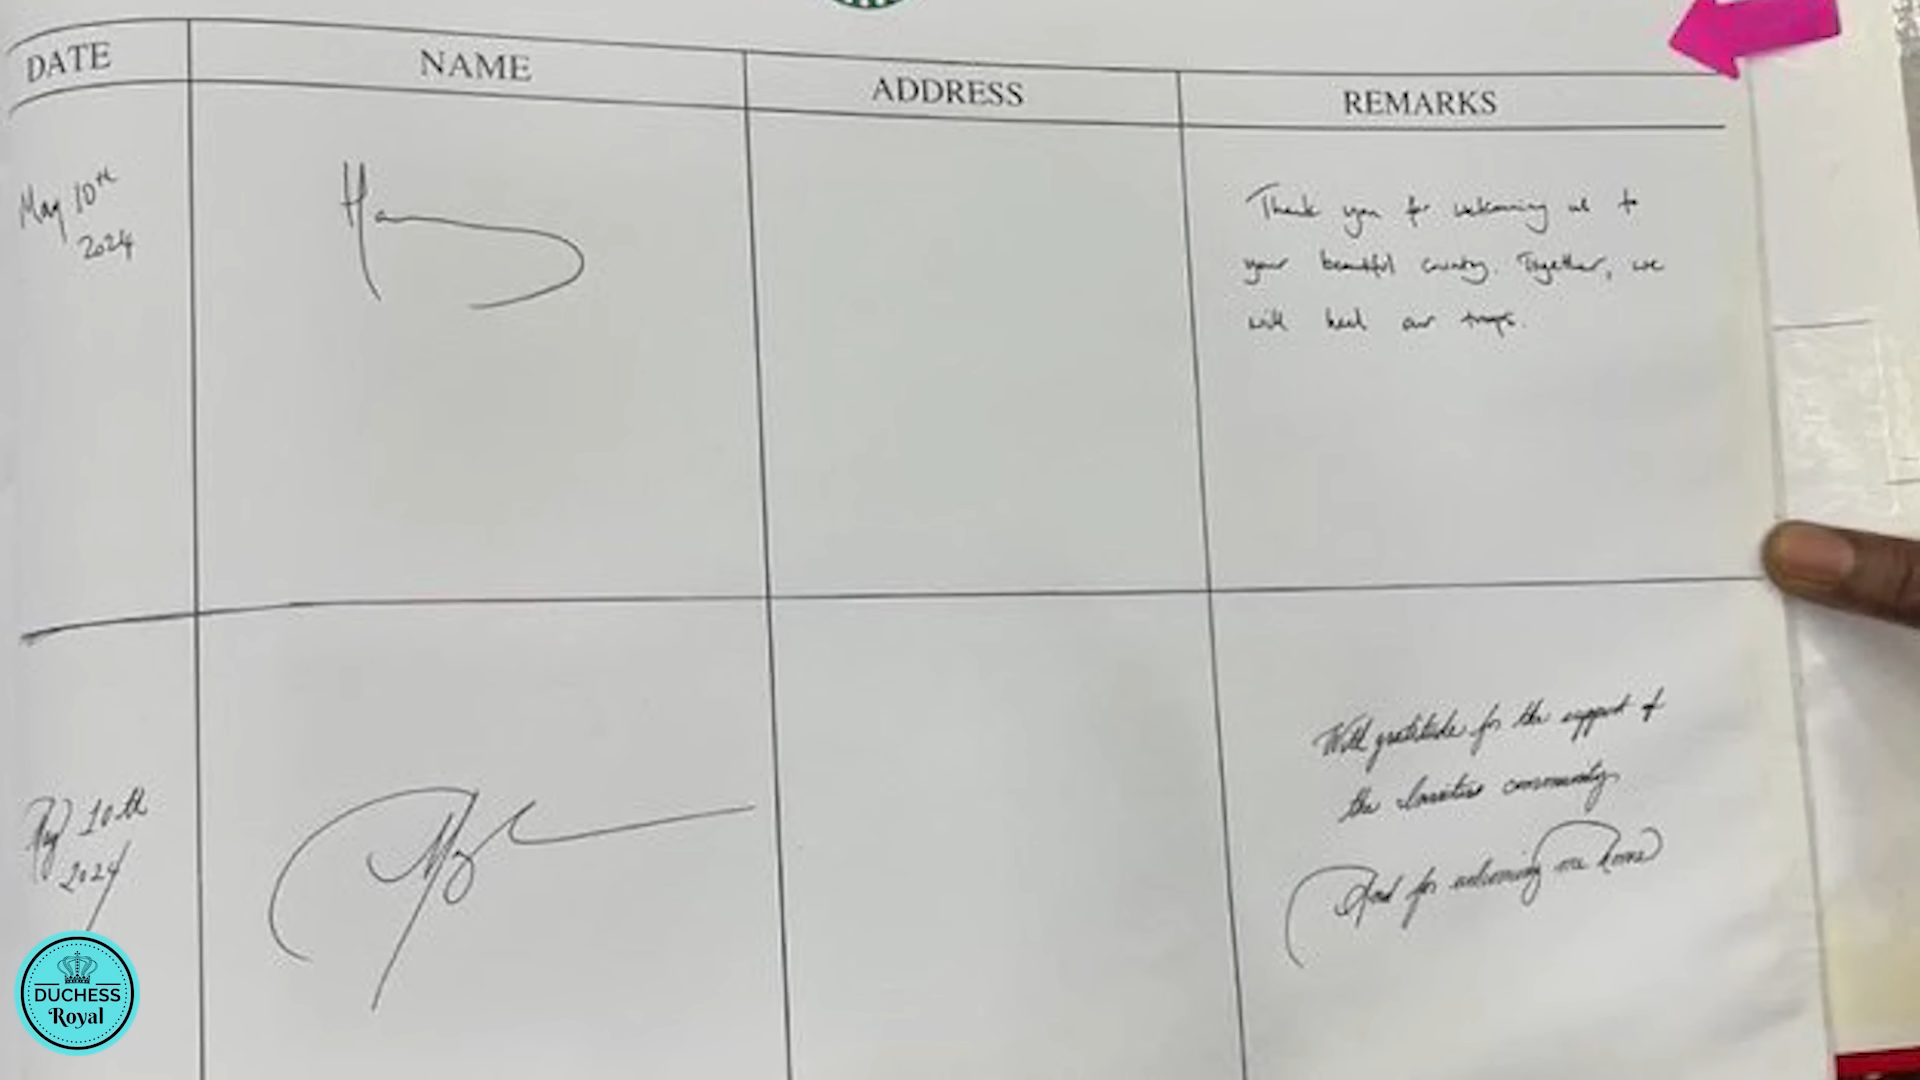 DATE NAME ADDRESS REMARKS
May 10th
2024
Harry
Thank you for welcoming us to
your beautiful country. Together, we
will heal our troops.
May 10th
2024
With gratitude for the support of
the community
And for welcoming me home
DUCHESS
Royal